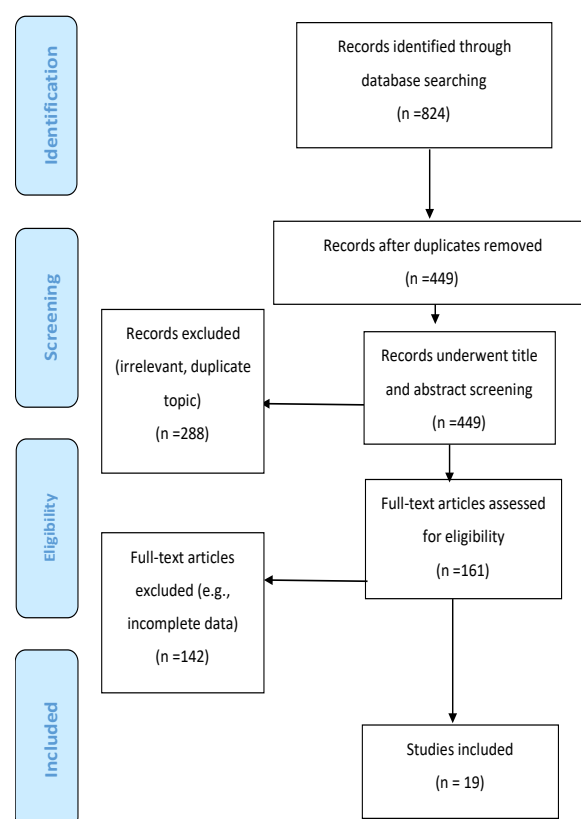 Identification
Records identified through
database searching
(n =824)
Screening
Records after duplicates removed
(n =449)
Records excluded
(irrelevant, duplicate
topic)
(n =288)
Records underwent title
and abstract screening
(n =449)
Eligibility
Full-text articles assessed
for eligibility
(n =161)
Full-text articles
excluded (e.g.,
incomplete data)
(n =142)
Included
Studies included
(n = 19)